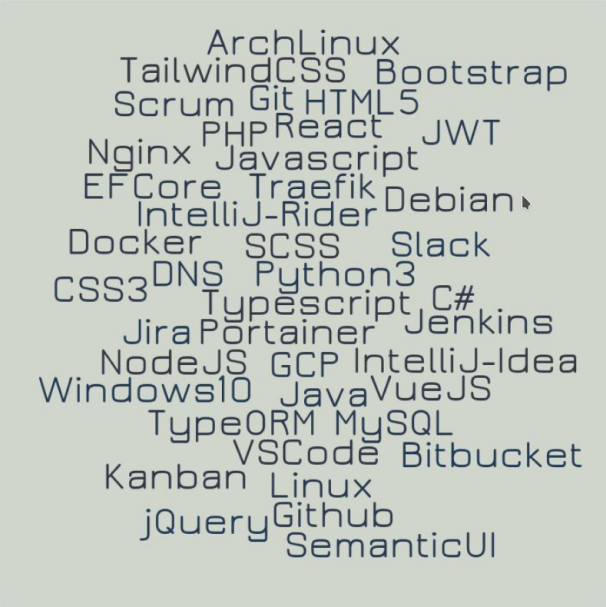 ArchLinux
TailwindCSS Bootstrap
Scrum Git HTML5
PHP React JWT
Nginx Javascript
EFCore Traefik Debian
IntelliJ-Rider
Docker SCSS Slack
CSS3 DNS Python3
Typescript C#
Jira Portainer Jenkins
NodeJS GCP IntelliJ-Idea
Windows10 Java VueJS
TypeORM MySQL
VSCode Bitbucket
Kanban Linux
jQuery Github
SemanticUI